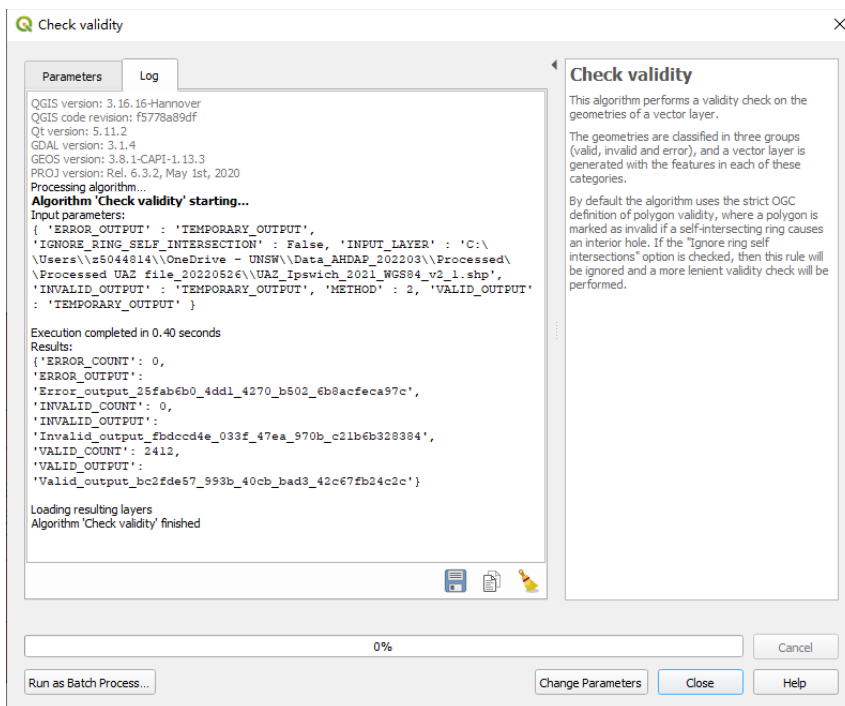 Check validity
Parameters
Log
QGIS version: 3.16.16-Hannover
QGIS code revision: f5778a89df
Qt version: 5.11.2
GDAL version: 3.1.4
GEOS version: 3.8.1-CAPI-1.13.3
PROJ version: Rel. 6.3.2, May 1st, 2020
Processing algorithm…
Algorithm 'Check validity' starting…
Input parameters:
{ 'ERROR_OUTPUT' : 'TEMPORARY_OUTPUT',
'IGNORE_RING_SELF_INTERSECTION' : False, 'INPUT_LAYER' : 'C:\
\Users\\z5044814\\OneDrive - UNSW\\Data_AHDAP_202203\\Processed\
\Processed UAZ file_20220526\\UAZ_Ipswich_2021_WGS84_v2_1.shp',
'INVALID_OUTPUT' : 'TEMPORARY_OUTPUT', 'METHOD' : 2, 'VALID_OUTPUT'
: 'TEMPORARY_OUTPUT' }
Execution completed in 0.40 seconds
Results:
{'ERROR_COUNT': 0,
'ERROR_OUTPUT':
'Error_output_25fab6b0_4dd1_4270_b502_6b8acfeca97c',
'INVALID_COUNT': 0,
'INVALID_OUTPUT':
'Invalid_output_fbdccd4e_033f_47ea_970b_c21b6b328384',
'VALID_COUNT': 2412,
'VALID_OUTPUT':
'Valid_output_bc2fde57_993b_40cb_bad3_42c67fb24c2c'}
Loading resulting layers
Algorithm 'Check validity' finished
Check validity
This algorithm performs a validity check on the
geometries of a vector layer.
The geometries are classified in three groups
(valid, invalid and error), and a vector layer is
generated with the features in each of these
categories.
By default the algorithm uses the strict OGC
definition of polygon validity, where a polygon is
marked as invalid if a self-intersecting ring causes
an interior hole. If the "Ignore ring self
intersections" option is checked, then this rule will
be ignored and a more lenient validity check will be
performed.
0%
Cancel
Run as Batch Process…
Change Parameters
Close
Help